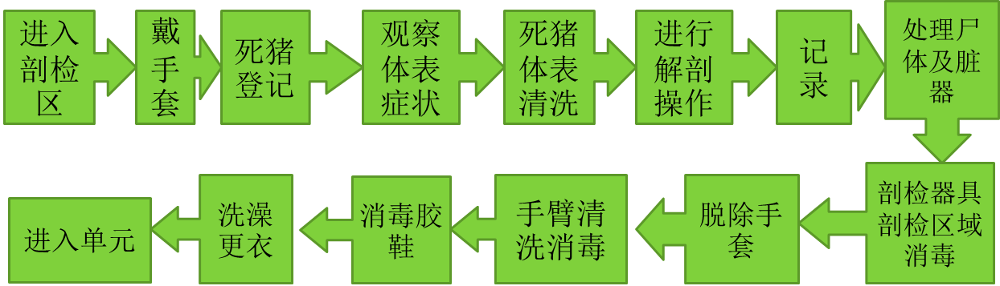 进入
剖检
区
戴
手
套
死猪
登记
观察
体表
症状
死猪
体表
清洗
进行
解剖
操作
记
录
处理尸
体及脏
器
剖检器具
剖检区域
消毒
脱除手
套
手臂清
洗消毒
消毒胶
鞋
洗澡
更衣
进入单元